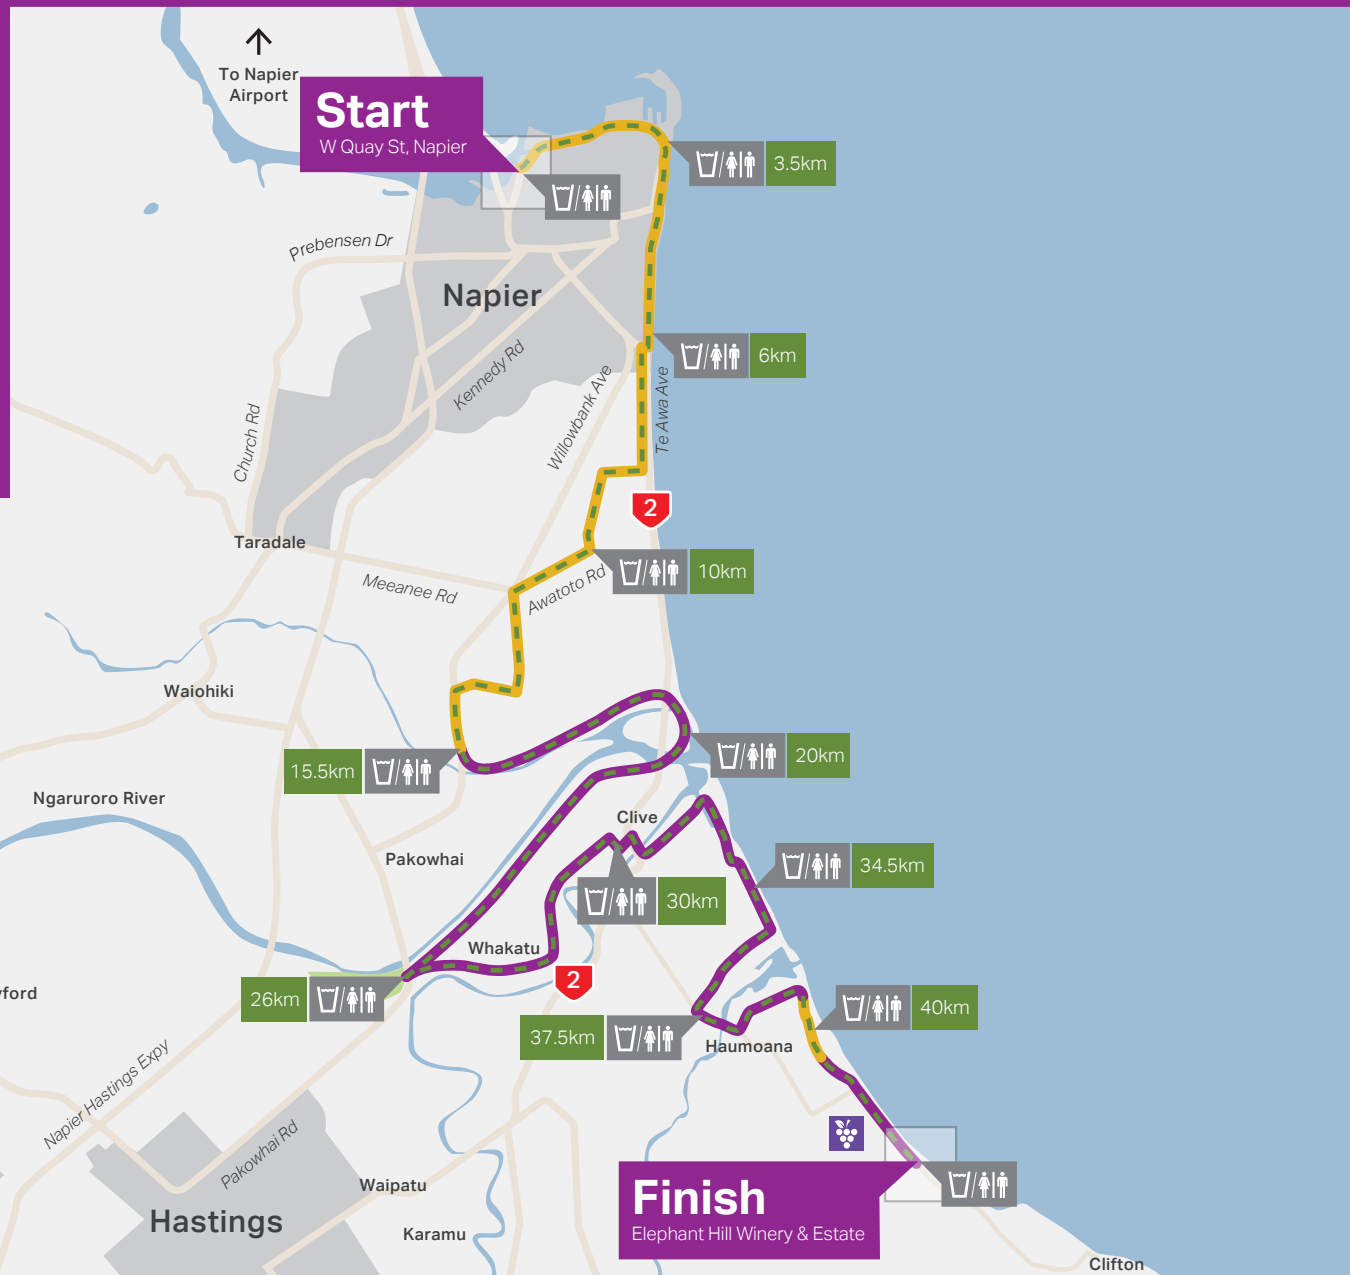 To Napier
Airport
Start
W Quay St, Napier
3.5km
Prebensen Dr
Napier
6km
Kennedy Rd
Willowbank Ave
Te Awa Ave
Church Rd
2
Taradale
10km
Meeanee Rd
Awatoto Rd
Waiohiki
15.5km
20km
Ngaruroro River
Clive
Pakowhai
34.5km
30km
Whakatu
2
26km
40km
37.5km
Haumoana
Napier Hastings Expy
Pakowhai Rd
Waipatu
Finish
Elephant Hill Winery & Estate
Hastings
Karamu
Clifton